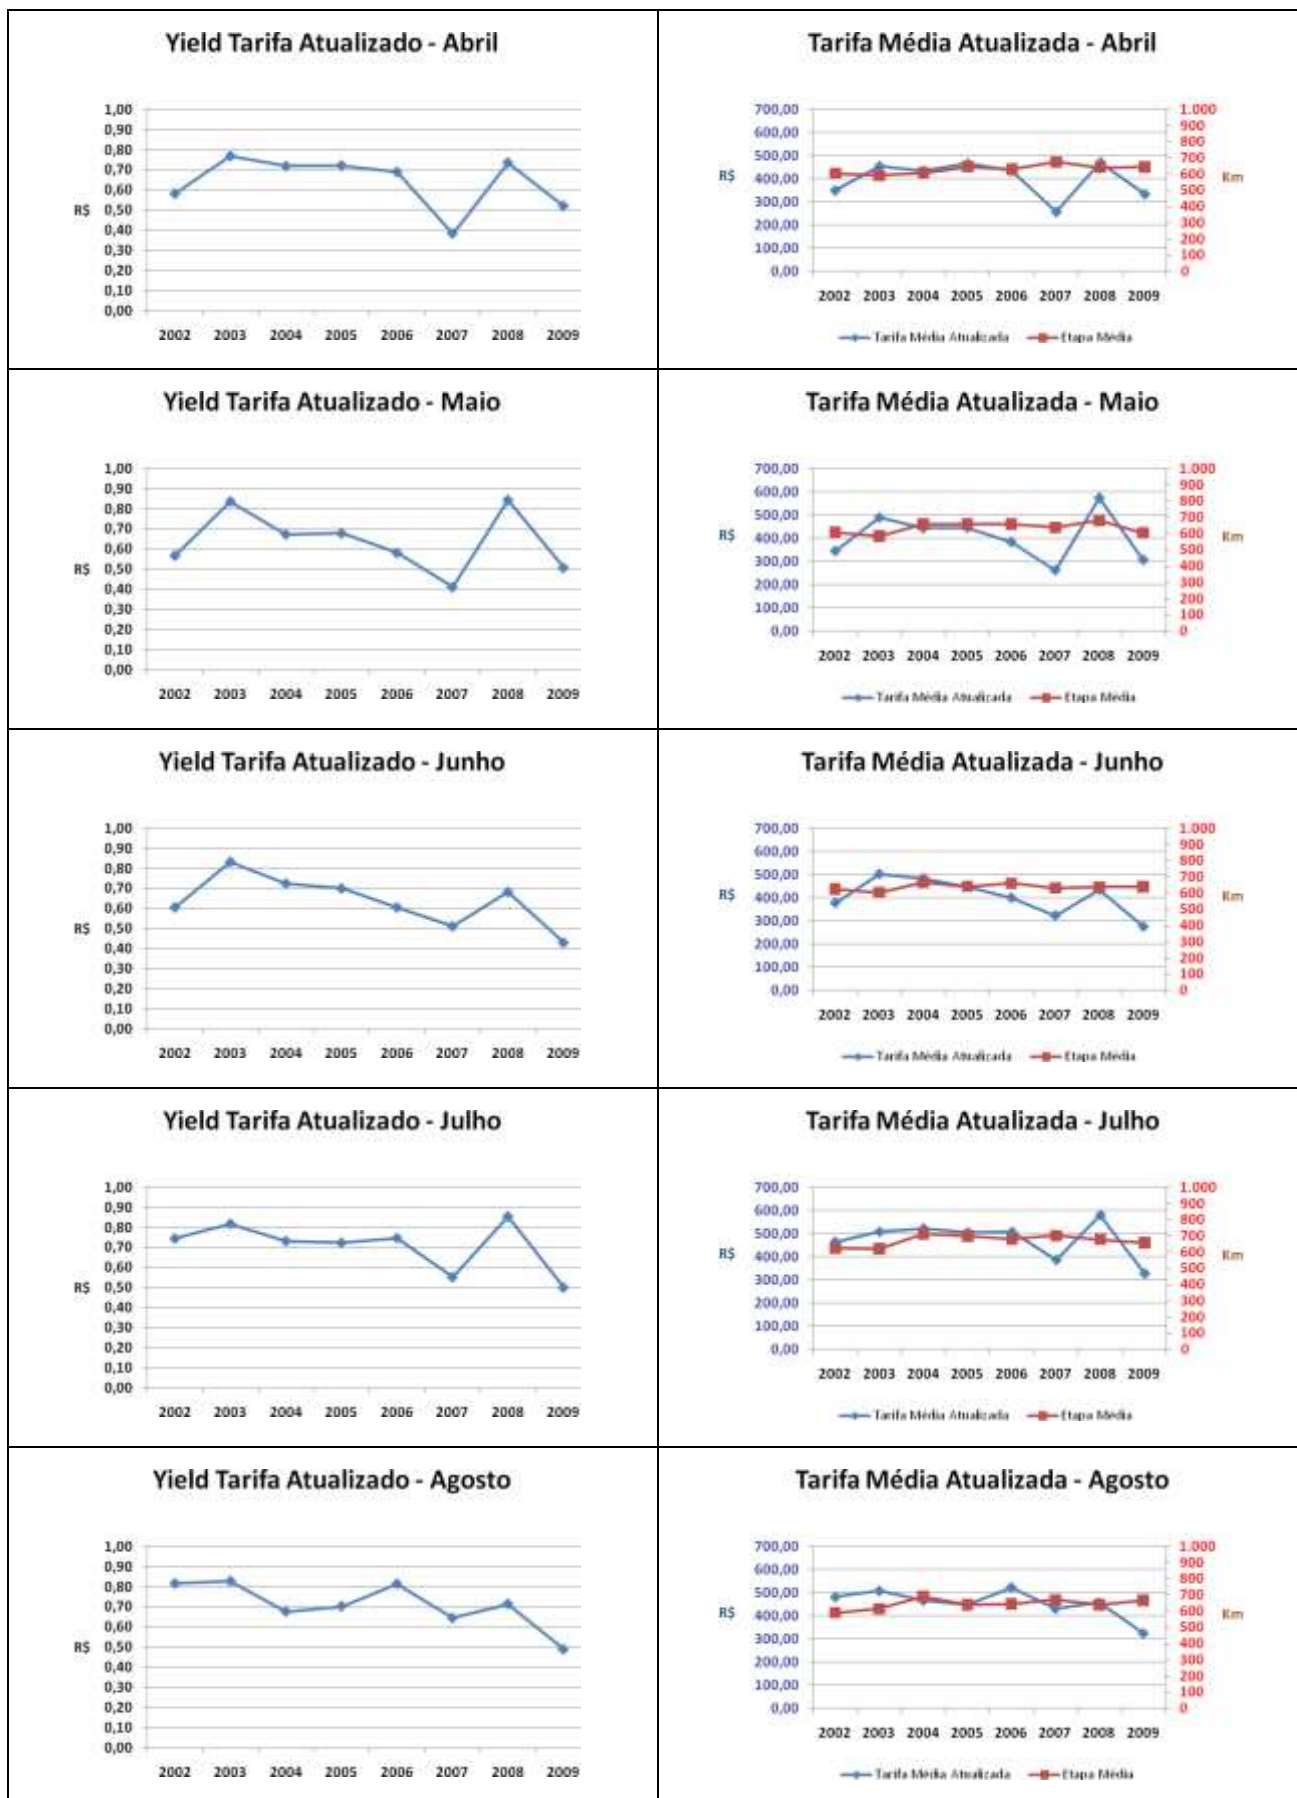 Yield Tarifa Atualizado - Abril
1,00
0,90
0,80
0,70
0,60
R$ 0,50
0,40
0,30
0,20
0,10
0,00
2002 2003 2004 2005 2006 2007 2008 2009
Tarifa Média Atualizada - Abril
700,00 1.000
600,00 900
500,00 800
R$ 400,00 700 Km
300,00 600
200,00 500
100,00 400
0,00 300
200
100
0
2002 2003 2004 2005 2006 2007 2008 2009
Tarifa Média Atualizada Etapa Média
Yield Tarifa Atualizado - Maio
1,00
0,90
0,80
0,70
0,60
R$ 0,50
0,40
0,30
0,20
0,10
0,00
2002 2003 2004 2005 2006 2007 2008 2009
Tarifa Média Atualizada - Maio
700,00 1.000
600,00 900
500,00 800
R$ 400,00 700 Km
300,00 600
200,00 500
100,00 400
0,00 300
200
100
0
2002 2003 2004 2005 2006 2007 2008 2009
Tarifa Média Atualizada Etapa Média
Yield Tarifa Atualizado - Junho
1,00
0,90
0,80
0,70
0,60
R$ 0,50
0,40
0,30
0,20
0,10
0,00
2002 2003 2004 2005 2006 2007 2008 2009
Tarifa Média Atualizada - Junho
700,00 1.000
600,00 900
500,00 800
R$ 400,00 700 Km
300,00 600
200,00 500
100,00 400
0,00 300
200
100
0
2002 2003 2004 2005 2006 2007 2008 2009
Tarifa Média Atualizada Etapa Média
Yield Tarifa Atualizado - Julho
1,00
0,90
0,80
0,70
0,60
R$ 0,50
0,40
0,30
0,20
0,10
0,00
2002 2003 2004 2005 2006 2007 2008 2009
Tarifa Média Atualizada - Julho
700,00 1.000
600,00 900
500,00 800
R$ 400,00 700 Km
300,00 600
200,00 500
100,00 400
0,00 300
200
100
0
2002 2003 2004 2005 2006 2007 2008 2009
Tarifa Média Atualizada Etapa Média
Yield Tarifa Atualizado - Agosto
1,00
0,90
0,80
0,70
0,60
R$ 0,50
0,40
0,30
0,20
0,10
0,00
2002 2003 2004 2005 2006 2007 2008 2009
Tarifa Média Atualizada - Agosto
700,00 1.000
600,00 900
500,00 800
R$ 400,00 700 Km
300,00 600
200,00 500
100,00 400
0,00 300
200
100
0
2002 2003 2004 2005 2006 2007 2008 2009
Tarifa Média Atualizada Etapa Média